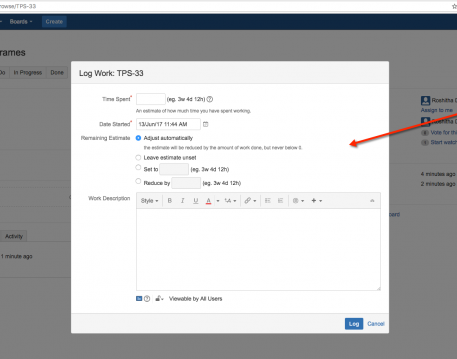 rowse/TPS-33
Boards
Create
rames
Do
In Progress
Done
Log Work: TPS-33
Time Spent* (eg. 3w 4d 12h)
An estimate of how much time you have spent working.
Date Started* 13/Jun/17 11:44 AM
Remaining Estimate Adjust automatically
the estimate will be reduced by the amount of work done, but never below 0.
Leave estimate unset
Set to (eg. 3w 4d 12h)
Reduce by (eg. 3w 4d 12h)
Work Description Style B I U A
Viewable by All Users
Log Cancel
Assign to me
Vote for th
Start watch
4 minutes ago
2 minutes ago
Activity
1 minute ago